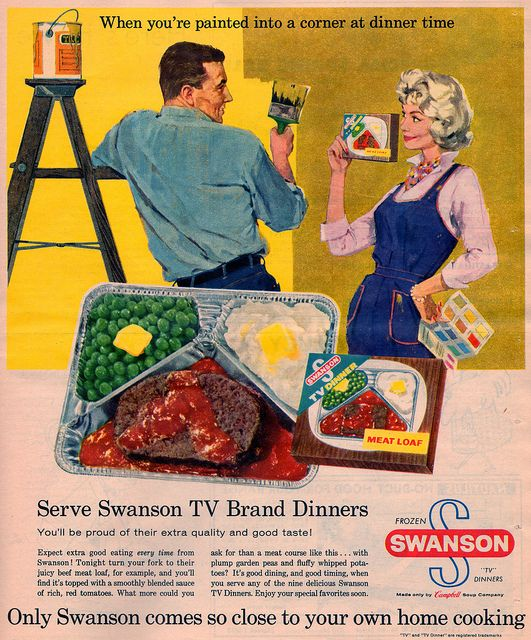 When you're painted into a corner at dinner time
SWANSON
TV DINNER
MEAT LOAF
Serve Swanson TV Brand Dinners
You'll be proud of their extra quality and good taste!
Expect extra good eating every time from
Swanson! Tonight turn your fork to their
juicy beef meat loaf, for example, and you'll
find it's topped with a smoothly blended sauce
of rich, red tomatoes. What more could you
ask for than a meat course like this...with
plump garden peas and fluffy whipped pota-
toes? It's good dining, and good timing, when
you serve any of the nine delicious Swanson
TV Dinners. Enjoy your special favorites soon.
FROZEN
S
SWANSON
"TV"
DINNERS
Made only by Campbell Soup Company
Only Swanson comes so close to your own home cooking
"TV" and "TV Dinner" are registered trademarks